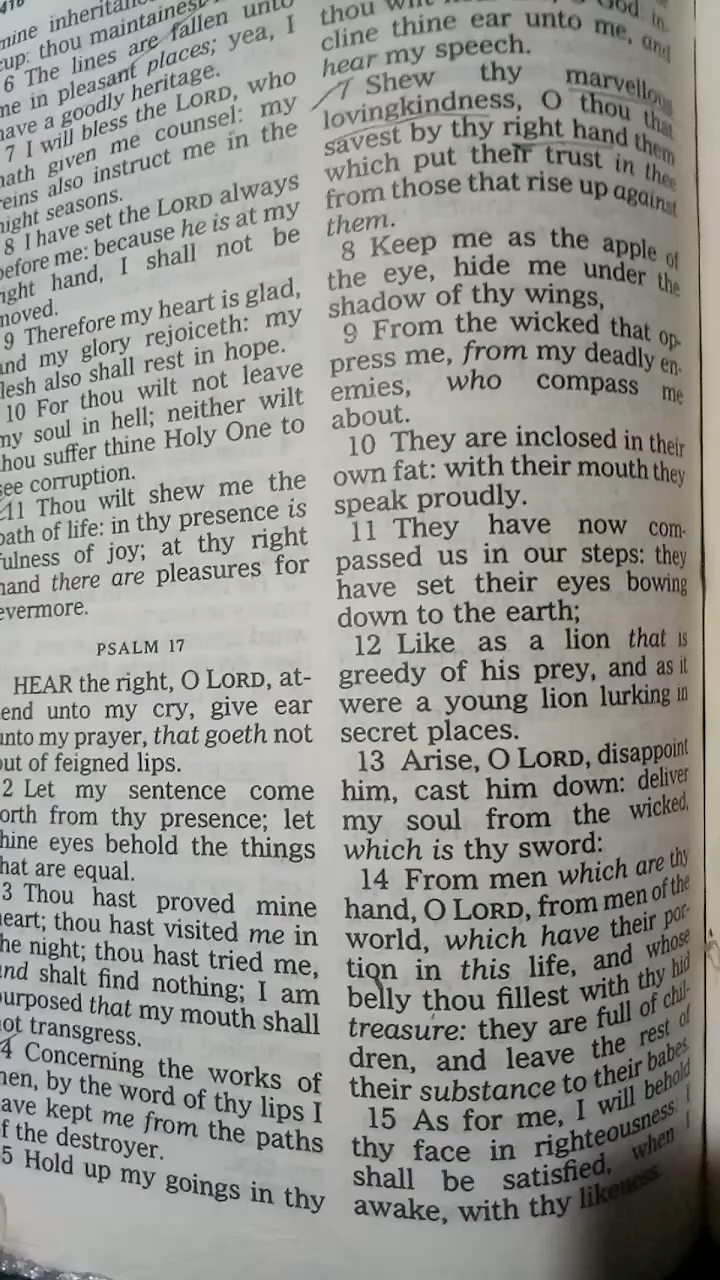 416
mine inherita
cup: thou maintainest
6 The lines are fallen unto
me in pleasant places; yea, I
have a goodly heritage.
7 I will bless the LORD, who
hath given me counsel: my
reins also instruct me in the
night seasons.
8 I have set the LORD always
before me: because he is at my
right hand, I shall not be
moved.
9 Therefore my heart is glad,
and my glory rejoiceth: my
flesh also shall rest in hope.
10 For thou wilt not leave
my soul in hell; neither wilt
thou suffer thine Holy One to
see corruption.
11 Thou wilt shew me the
path of life: in thy presence is
fulness of joy; at thy right
hand there are pleasures for
evermore.
PSALM 17
HEAR the right, O LORD, at-
tend unto my cry, give ear
unto my prayer, that goeth not
out of feigned lips.
2 Let my sentence come
forth from thy presence; let
thine eyes behold the things
that are equal.
3 Thou hast proved mine
heart; thou hast visited me in
the night; thou hast tried me,
and shalt find nothing; I am
purposed that my mouth shall
not transgress.
4 Concerning the works of
men, by the word of thy lips I
have kept me from the paths
of the destroyer.
5 Hold up my goings in thy
thou wilt hear me, O God: in-
cline thine ear unto me, and
hear my speech.
7 Shew thy marvellous
lovingkindness, O thou that
savest by thy right hand them
which put their trust in thee
from those that rise up against
them.
8 Keep me as the apple of
the eye, hide me under the
shadow of thy wings,
9 From the wicked that op-
press me, from my deadly en-
emies, who compass me
about.
10 They are inclosed in their
own fat: with their mouth they
speak proudly.
11 They have now com-
passed us in our steps: they
have set their eyes bowing
down to the earth;
12 Like as a lion that is
greedy of his prey, and as it
were a young lion lurking in
secret places.
13 Arise, O LORD, disappoint
him, cast him down: deliver
my soul from the wicked,
which is thy sword:
14 From men which are thy
hand, O LORD, from men of the
world, which have their por-
tion in this life, and whose
belly thou fillest with thy hid
treasure: they are full of chil-
dren, and leave the rest of
their substance to their babes.
15 As for me, I will behold
thy face in righteousness: I
shall be satisfied, when I
awake, with thy likeness.